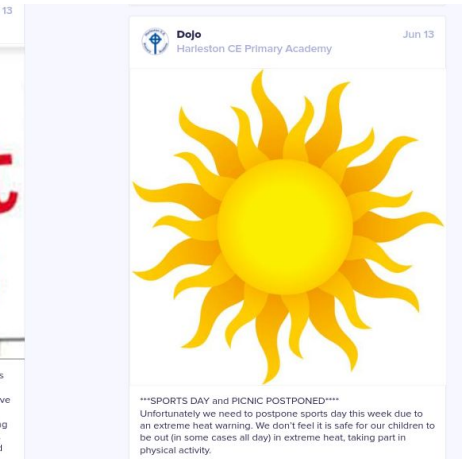 13
s
ve
g
d
Dojo
Jun 13
Harleston CE Primary Academy
***SPORTS DAY and PICNIC POSTPONED****
Unfortunately we need to postpone sports day this week due to
an extreme heat warning. We don't feel it is safe for our children to
be out (in some cases all day) in extreme heat, taking part in
physical activity.